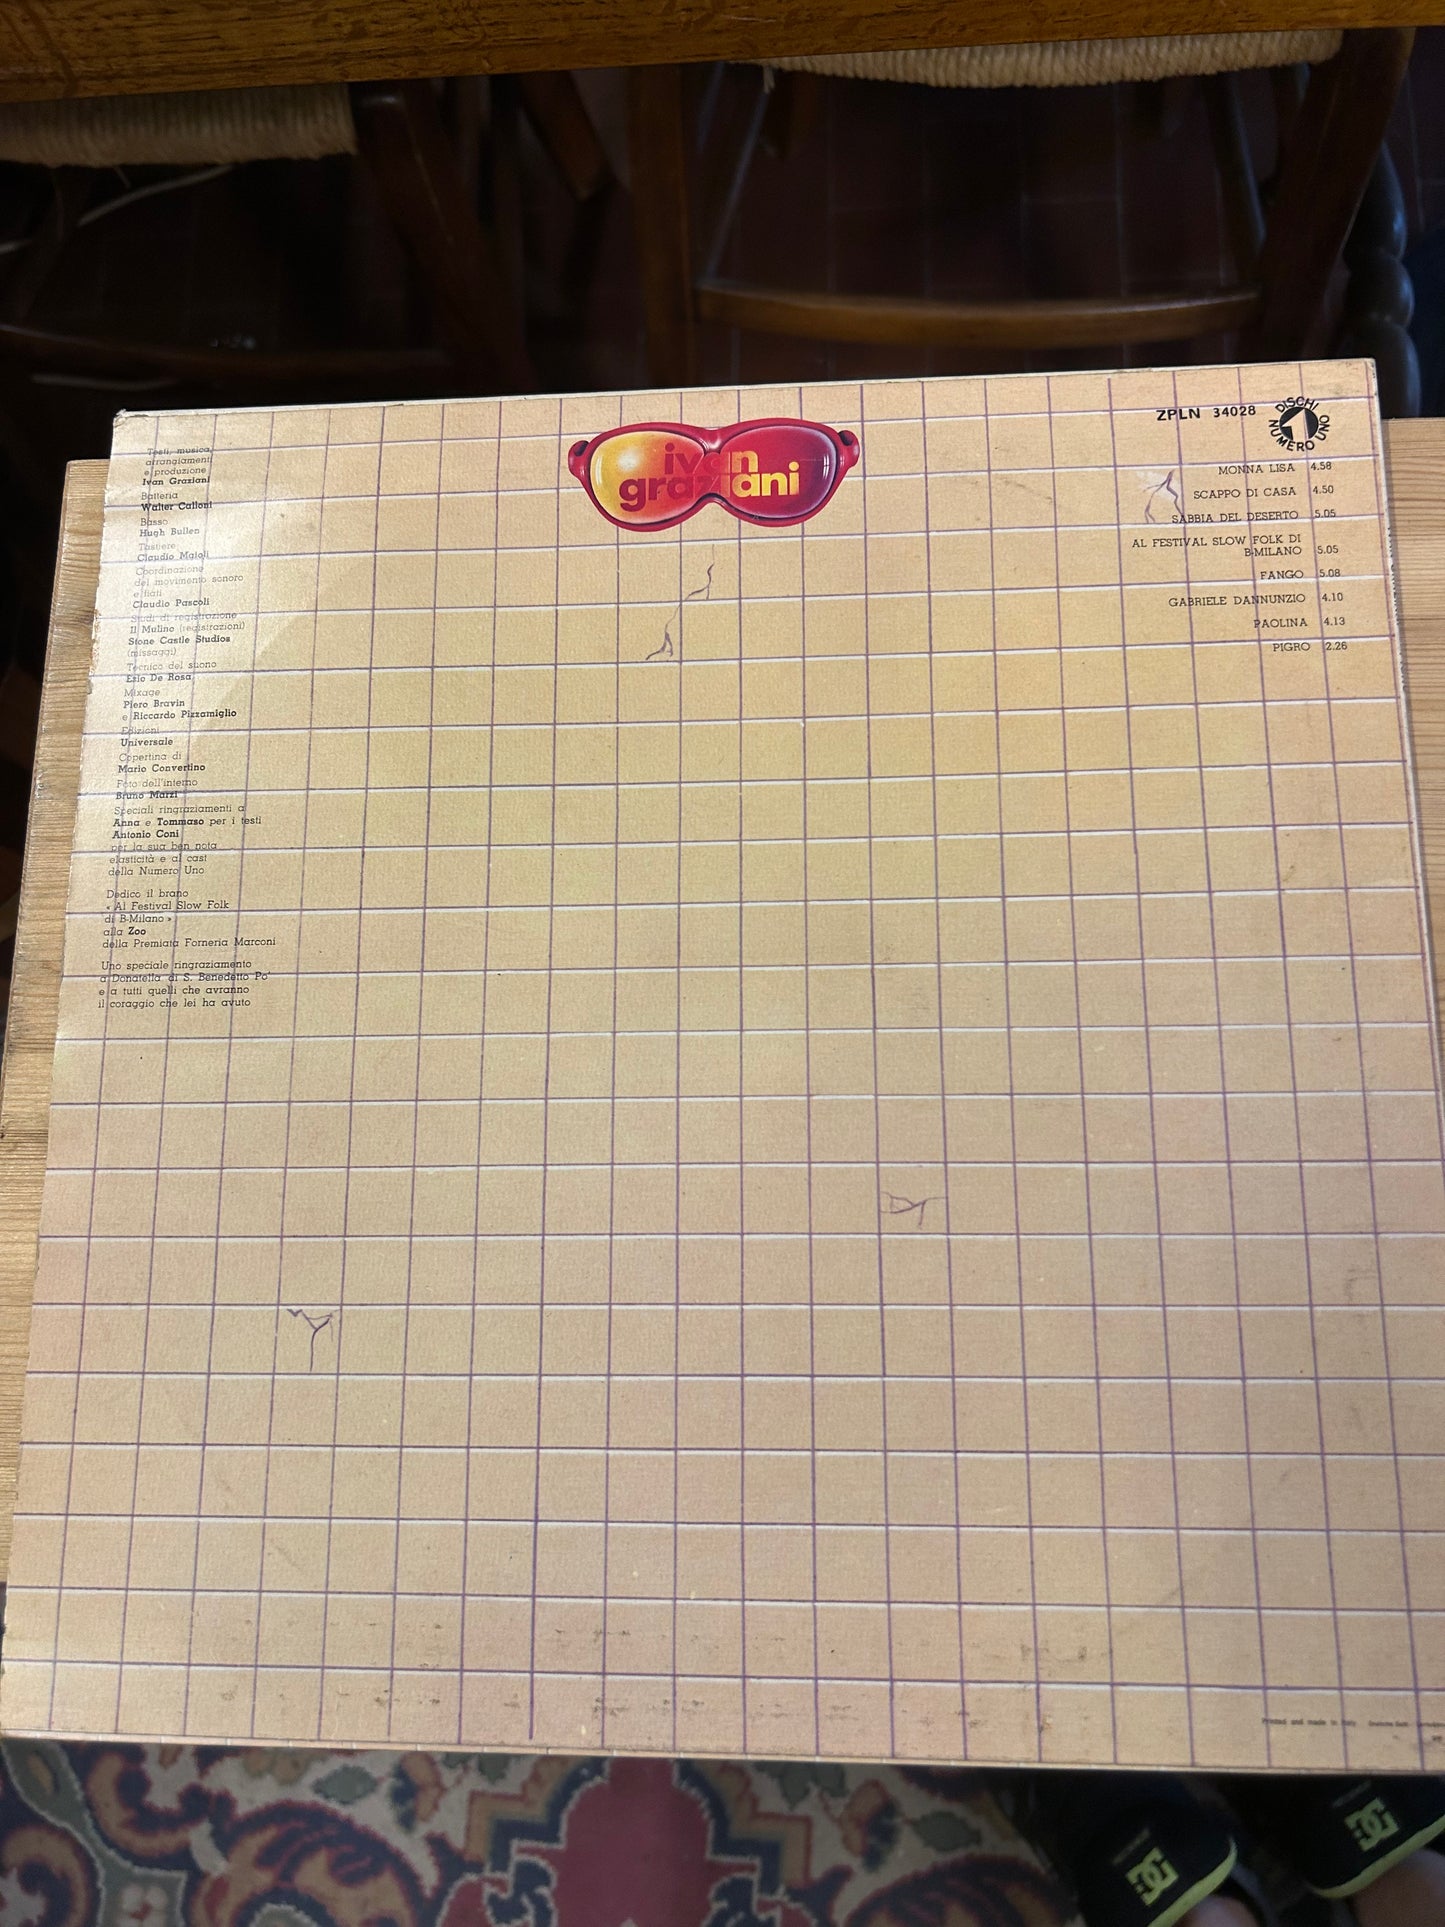 ivan
graziani
ZPLN 34028
DISCHI
NUMERO UNO
1
Testi, musica,
arrangiamenti
e produzione
Ivan Graziani
Batteria
Walter Calloni
Basso
Hugh Bullen
Tastiere
Claudio Maioli
Coordinazione
del movimento sonoro
e fiati
Claudio Pascoli
Studi di registrazione
Il Mulino (registrazioni)
Stone Castle Studios
(missaggi)
Tecnico del suono
Ezio De Rosa
Mixage
Piero Bravin
e Riccardo Pizzamiglio
Edizioni
Universale
Copertina di
Mario Convertino
Foto dell'interno
Bruno Marzi
Speciali ringraziamenti a
Anna e Tommaso per i testi
Antonio Coni
per la sua ben nota
elasticità e al cast
della Numero Uno
Dedico il brano
« Al Festival Slow Folk
di B-Milano »
alla Zoo
della Premiata Forneria Marconi
Uno speciale ringraziamento
a Donatella di S. Benedetto Po'
e a tutti quelli che avranno
il coraggio che lei ha avuto
MONNA LISA 4.58
SCAPPO DI CASA 4.50
SABBIA DEL DESERTO 5.05
AL FESTIVAL SLOW FOLK DI
B-MILANO 5.05
FANGO 5.08
GABRIELE DANNUNZIO 4.10
PAOLINA 4.13
PIGRO 2.26
Printed and made in Italy